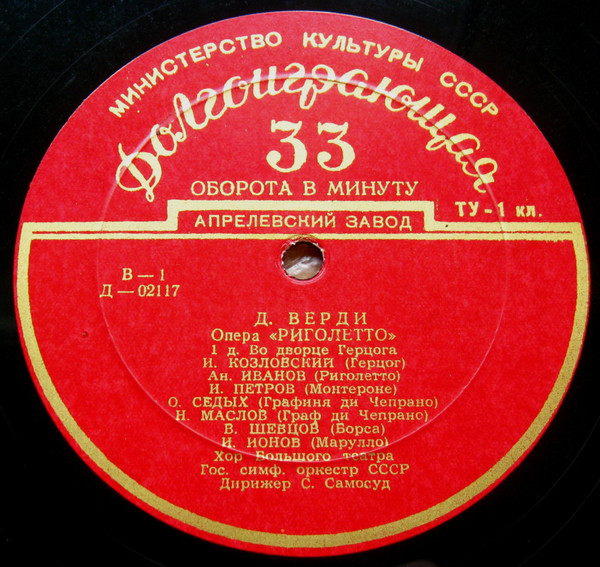 МИНИСТЕРСТВО КУЛЬТУРЫ СССР
Долгоиграющая
33
ОБОРОТА В МИНУТУ
ТУ-1 кл.
АПРЕЛЕВСКИЙ ЗАВОД
В — 1
Д — 02117
Д. ВЕРДИ
Опера «РИГОЛЕТТО»
1 д. Во дворце Герцога
И. КОЗЛОВСКИЙ (Герцог)
Ан. ИВАНОВ (Риголетто)
И. ПЕТРОВ (Монтероне)
О. СЕДЫХ (Графиня ди Чепрано)
Н. МАСЛОВ (Граф ди Чепрано)
В. ШЕВЦОВ (Борса)
И. ИОНОВ (Марулло)
Хор Большого театра
Гос. симф. оркестр СССР
Дирижер С. Самосуд